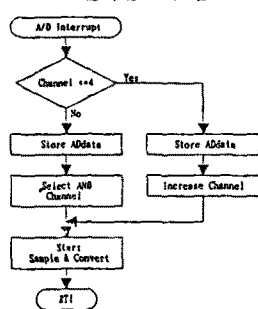 A/D Interrupt
Channel <=4
Yes
No
Store ADdata
Store ADdata
Select AN0
Channel
Increase Channel
Start
Sample & Convert
RTI